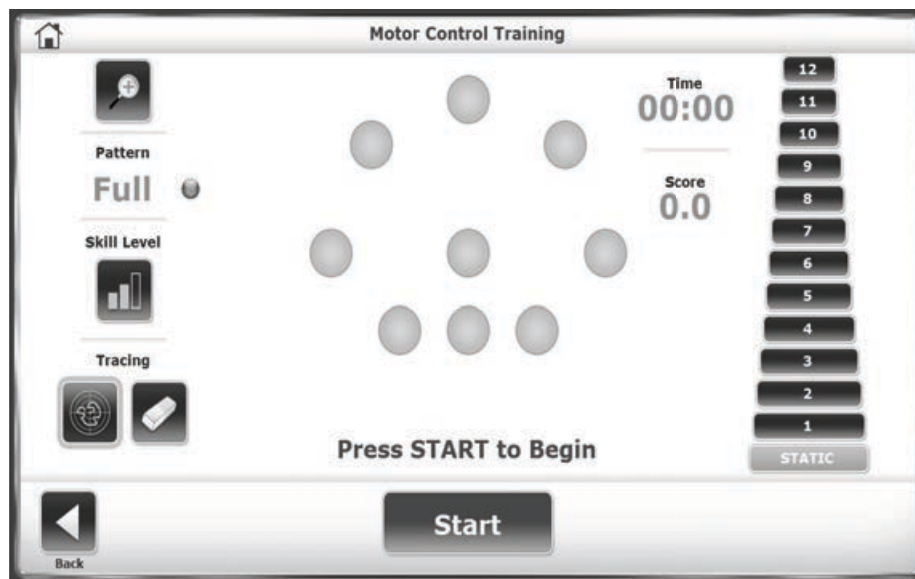 Motor Control Training
Pattern
Full
Skill Level
Tracing
Time
00:00
Score
0.0
12
11
10
9
8
7
6
5
4
3
2
1
STATIC
Press START to Begin
Back
Start